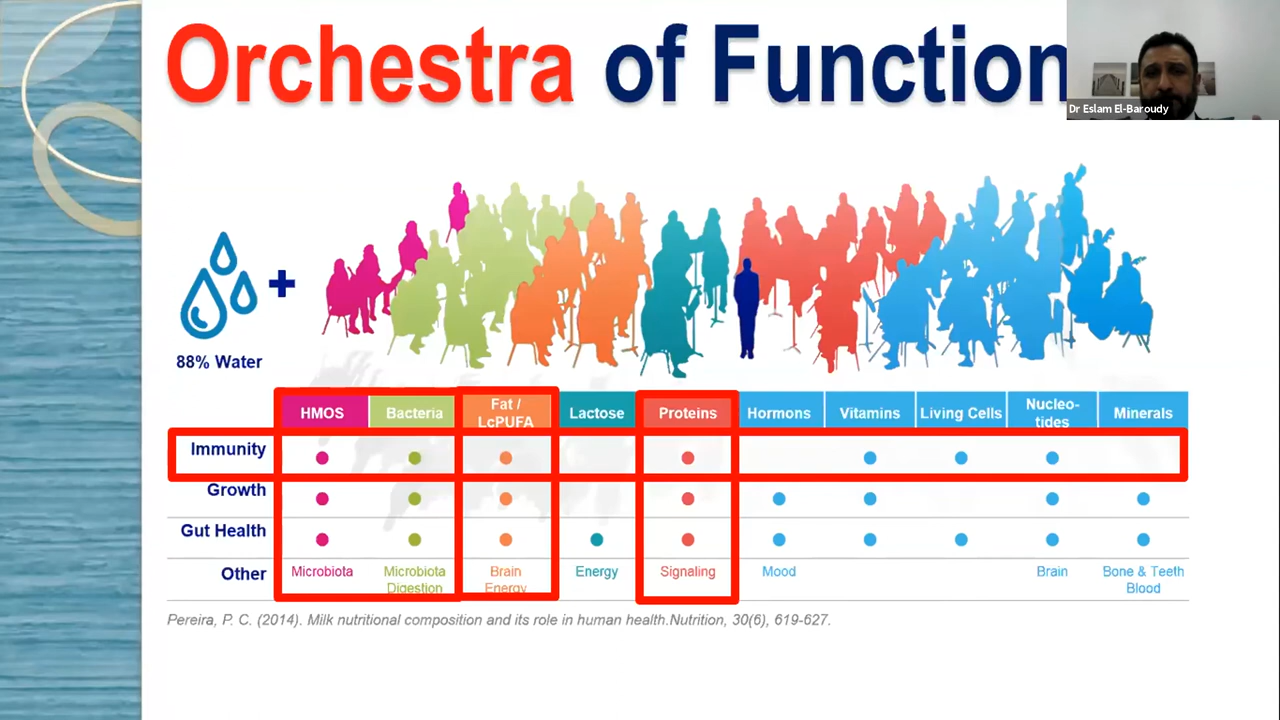 Orchestra of Function
Dr Eslam El-Baroudy
+
88% Water
HMOS Bacteria Fat / LcPUFA Lactose Proteins Hormons Vitamins Living Cells Nucleo-tides Minerals
Immunity
Growth
Gut Health
Other Microbiota Microbiota Digestion Brain Energy Energy Signaling Mood Brain Bone & Teeth Blood
Pereira, P. C. (2014). Milk nutritional composition and its role in human health.Nutrition, 30(6), 619-627.